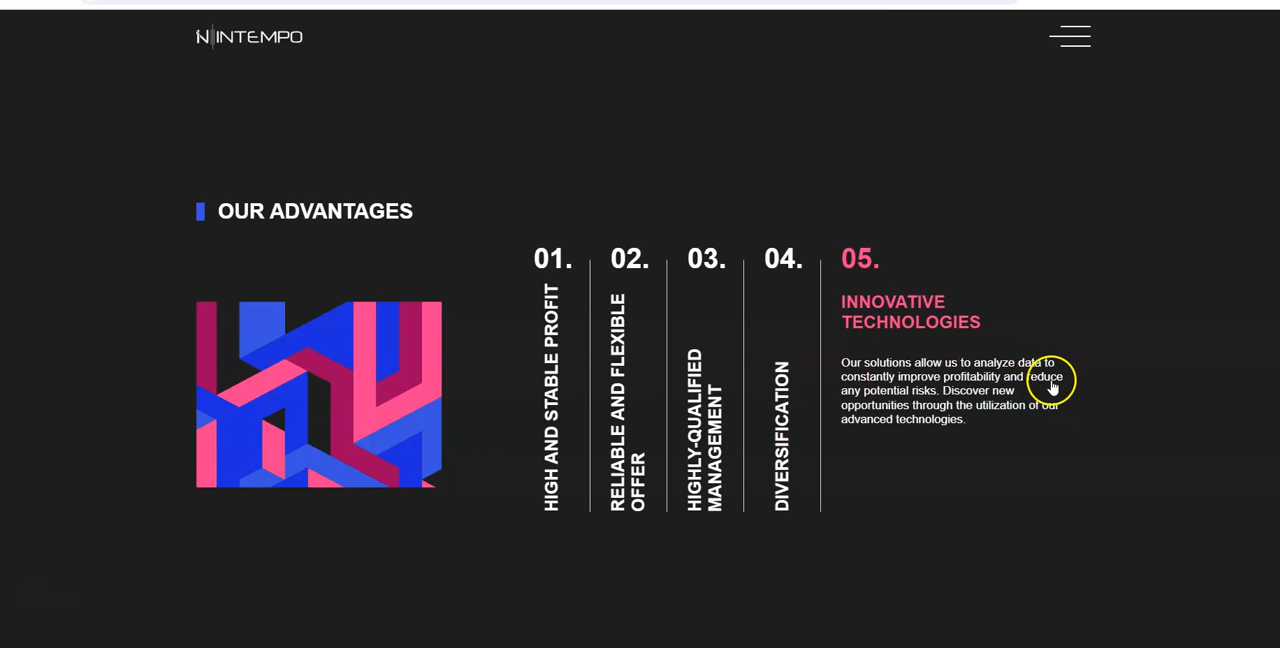 INTEMPO
OUR ADVANTAGES
01.
HIGH AND STABLE PROFIT
02.
RELIABLE AND FLEXIBLE
OFFER
03.
HIGHLY-QUALIFIED
MANAGEMENT
04.
DIVERSIFICATION
05.
INNOVATIVE
TECHNOLOGIES
Our solutions allow us to analyze data to
constantly improve profitability and reduce
any potential risks. Discover new
opportunities through the utilization of our
advanced technologies.